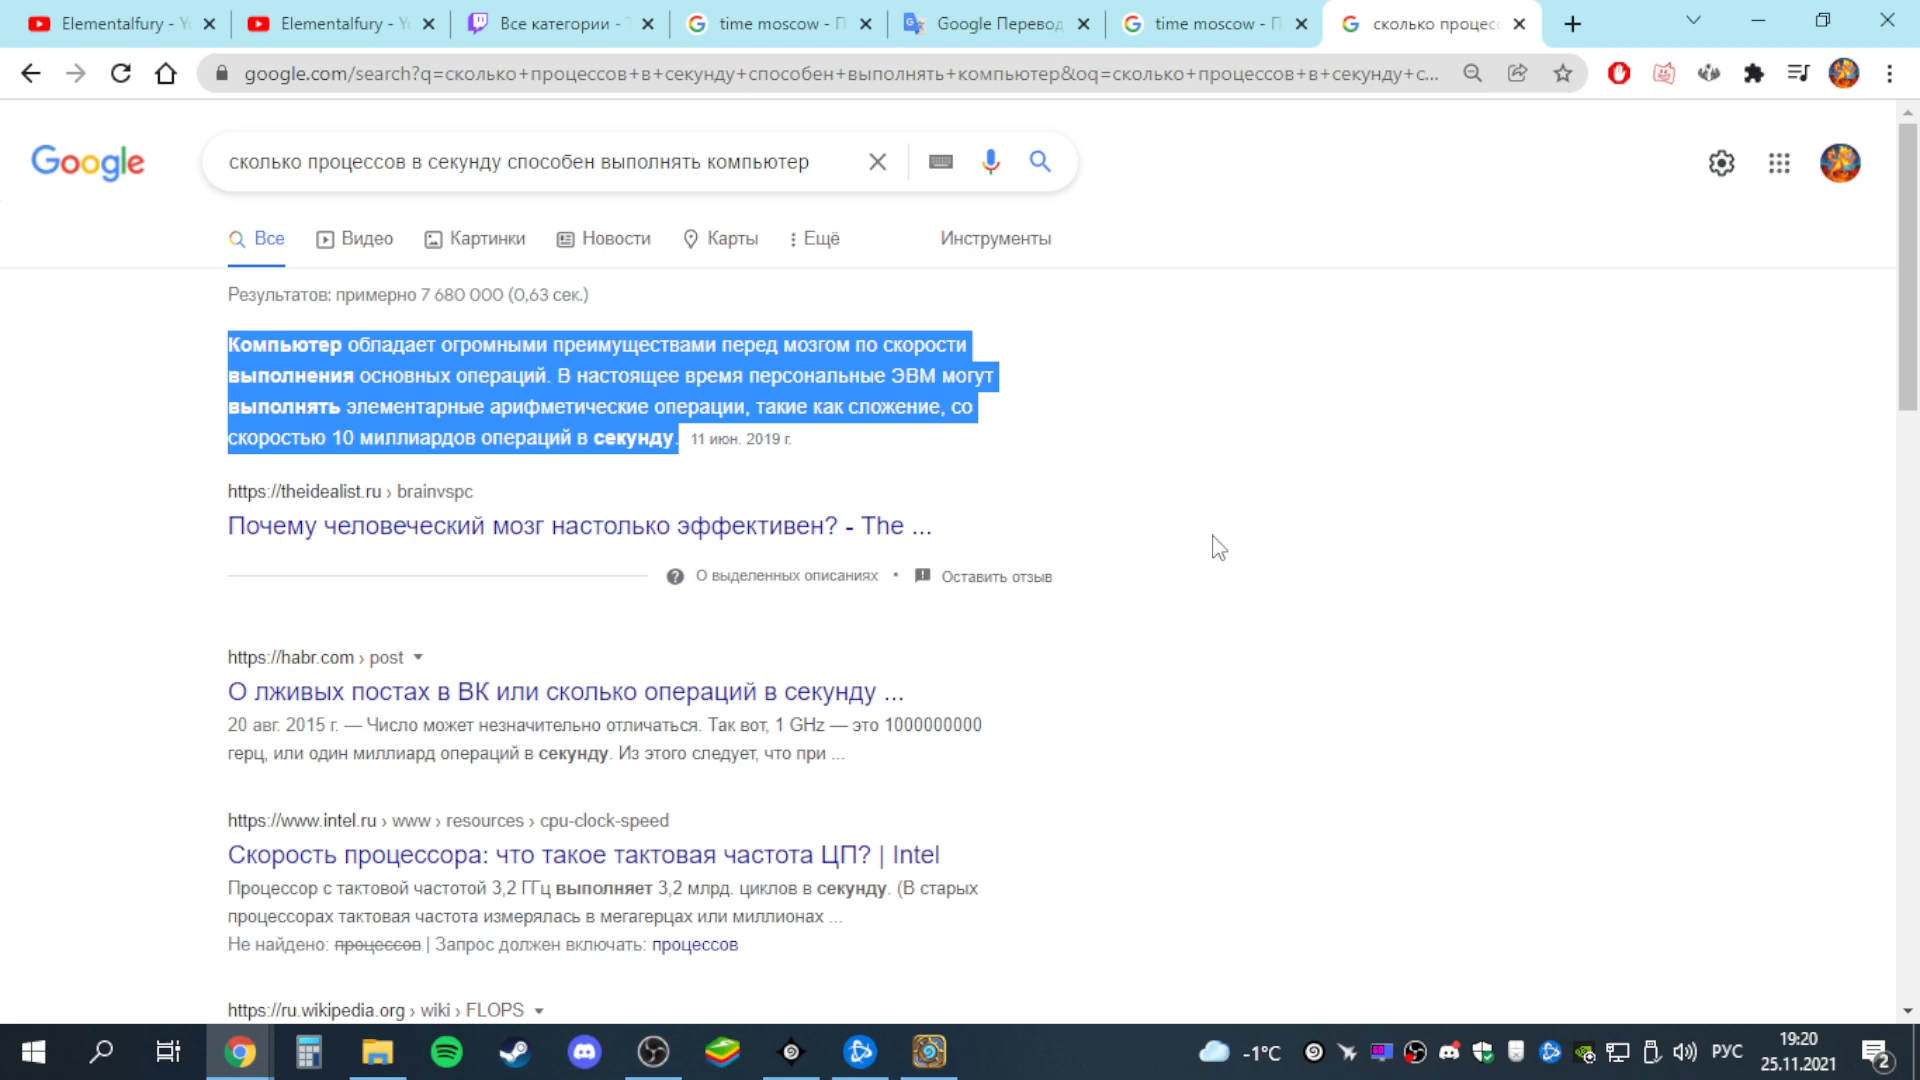 Elementalfury - Yo
Elementalfury - Yo
Все категории - T
time moscow - П
Google Перевод
time moscow - П
сколько процесс
google.com/search?q=сколько+процессов+в+секунду+способен+выполнять+компьютер&oq=сколько+процессов+в+секунду+с...
Google
сколько процессов в секунду способен выполнять компьютер
Все
Видео
Картинки
Новости
Карты
Ещё
Инструменты
Результатов: примерно 7 680 000 (0,63 сек.)
Компьютер обладает огромными преимуществами перед мозгом по скорости
выполнения основных операций. В настоящее время персональные ЭВМ могут
выполнять элементарные арифметические операции, такие как сложение, со
скоростью 10 миллиардов операций в секунду. 11 июн. 2019 г.
https://theidealist.ru › brainvspc
Почему человеческий мозг настолько эффективен? - The ...
О выделенных описаниях • Оставить отзыв
https://habr.com › post
О лживых постах в ВК или сколько операций в секунду ...
20 авг. 2015 г. — Число может незначительно отличаться. Так вот, 1 GHz — это 1000000000
герц, или один миллиард операций в секунду. Из этого следует, что при ...
https://www.intel.ru › www › resources › cpu-clock-speed
Скорость процессора: что такое тактовая частота ЦП? | Intel
Процессор с тактовой частотой 3,2 ГГц выполняет 3,2 млрд. циклов в секунду. (В старых
процессорах тактовая частота измерялась в мегагерцах или миллионах ...
Не найдено: процессов | Запрос должен включать: процессов
https://ru.wikipedia.org › wiki › FLOPS
-1°C
РУС
19:20
25.11.2021
2